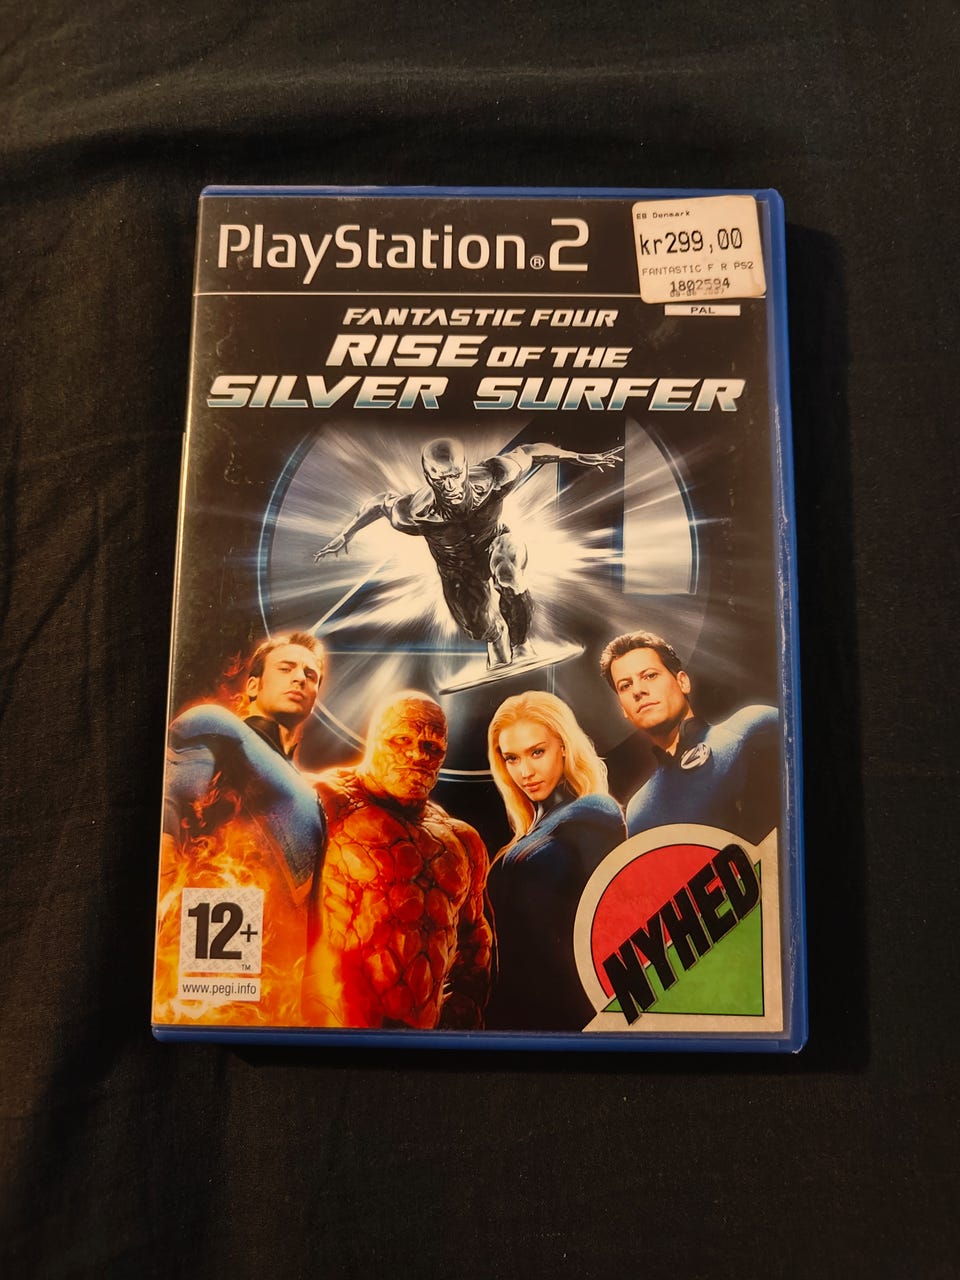 PlayStation®2
EB Denmark
kr299,00
FANTASTIC F R PS2
1802594
PAL
FANTASTIC FOUR
RISE OF THE
SILVER SURFER
12+
TM
www.pegi.info
NYHED